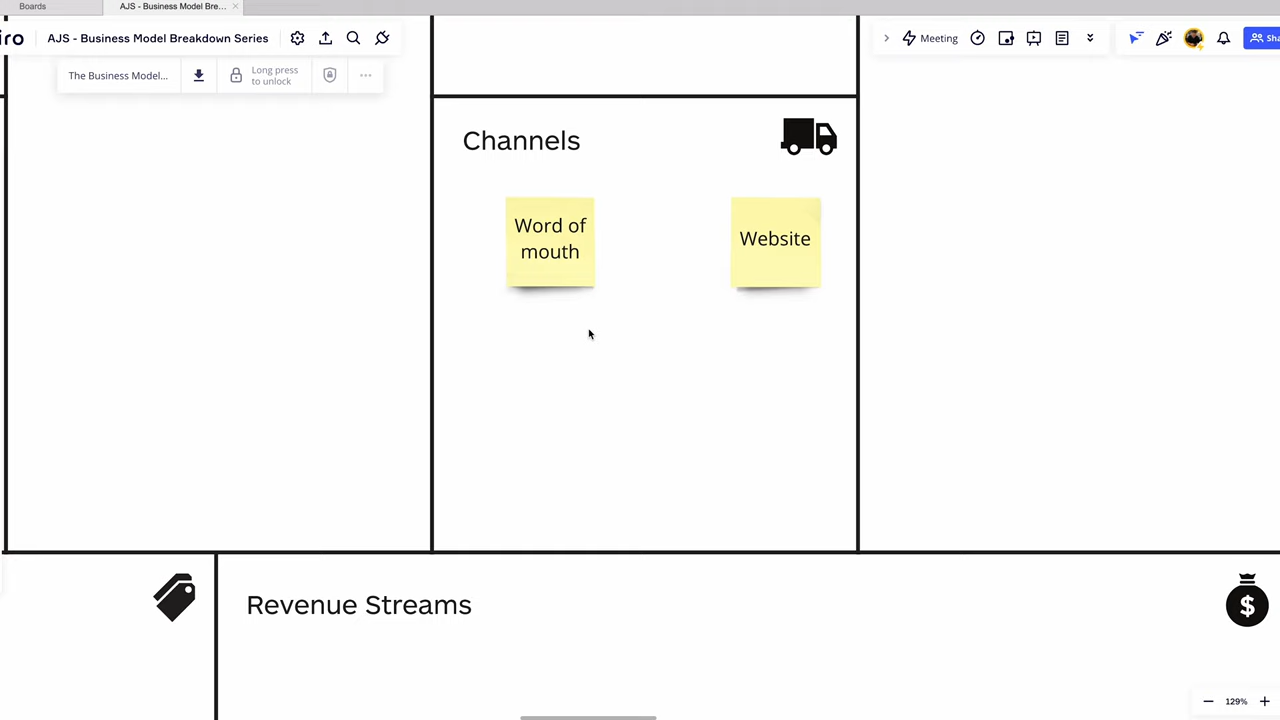 Boards
AJS - Business Model Bre...
iro
AJS - Business Model Breakdown Series
Meeting
Sha
The Business Model...
Long press
to unlock
Channels
Word of
mouth
Website
Revenue Streams
$
129%